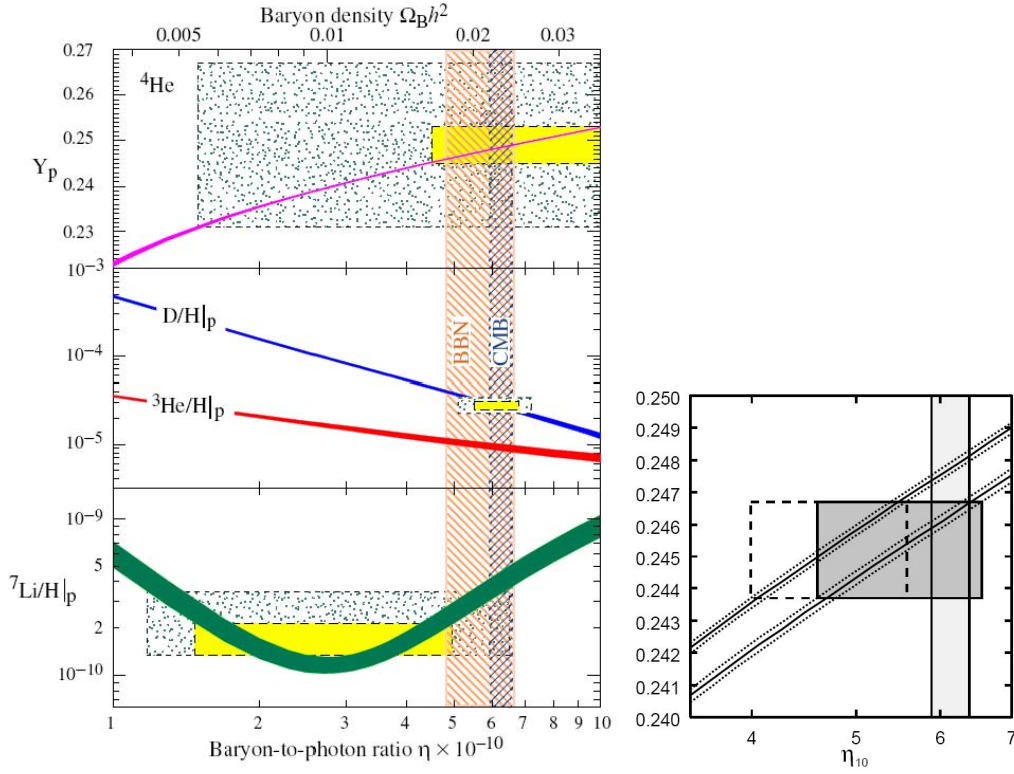 Baryon density Ω_B h²
0.005 0.01 0.02 0.03
0.27
⁴He
0.26
0.25
Y_p
0.24
0.23
10⁻³
D/H|_p
10⁻⁴
BBN
CMB
³He/H|_p
10⁻⁵
10⁻⁹
5
⁷Li/H|_p
2
10⁻¹⁰
1 2 3 4 5 6 7 8 9 10
Baryon-to-photon ratio η × 10⁻¹⁰
0.250
0.249
0.248
0.247
0.246
0.245
0.244
0.243
0.242
0.241
0.240
4 5 6 7
η₁₀